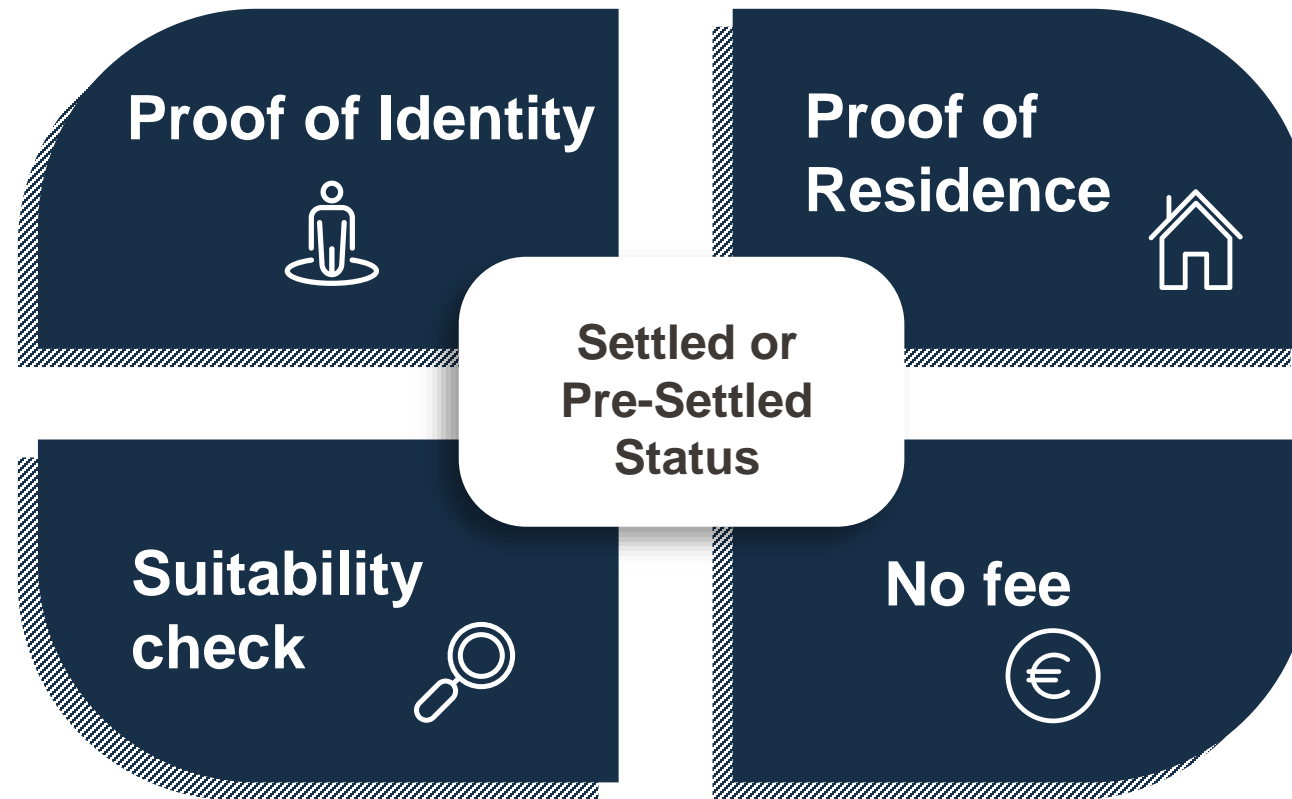 Proof of Identity
Proof of
Residence
Settled or
Pre-Settled
Status
Suitability
check
No fee
€